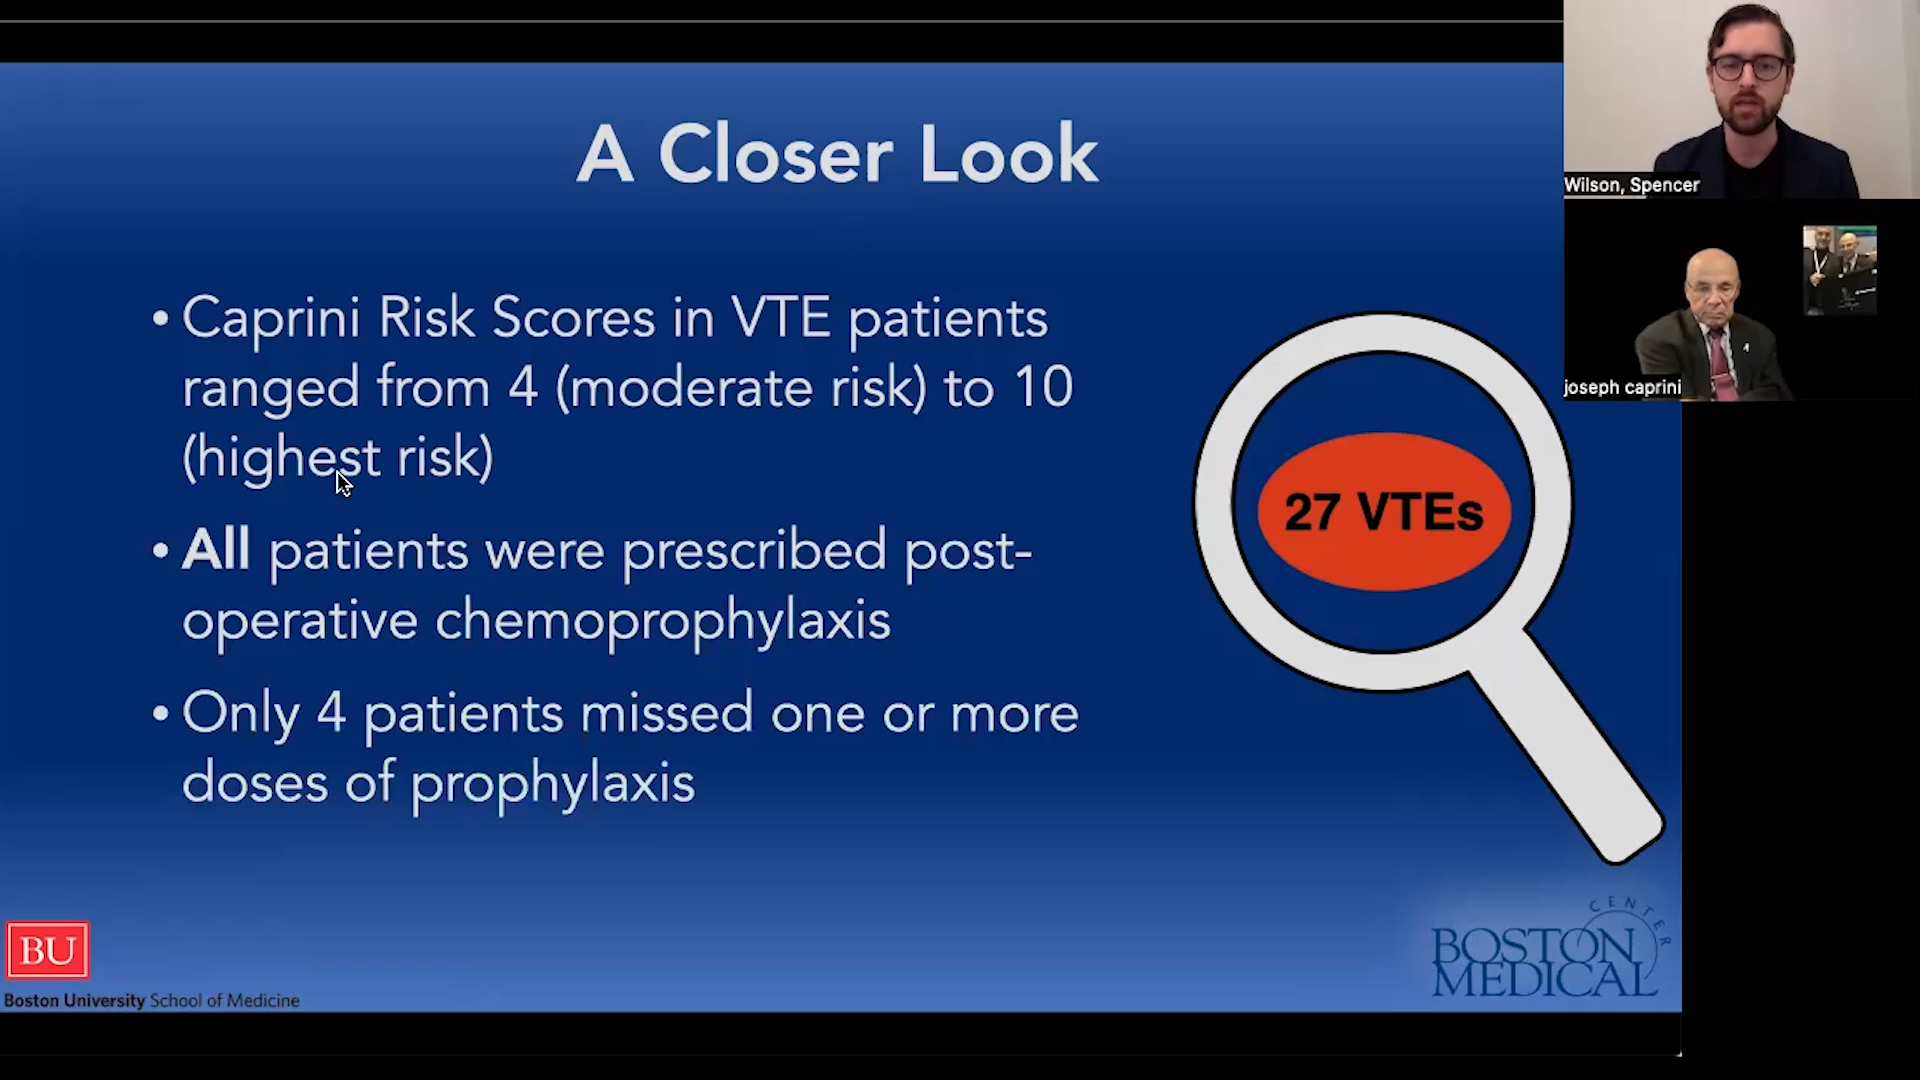 A Closer Look
• Caprini Risk Scores in VTE patients
ranged from 4 (moderate risk) to 10
(highest risk)
• All patients were prescribed post-
operative chemoprophylaxis
• Only 4 patients missed one or more
doses of prophylaxis
27 VTEs
BU
Boston University School of Medicine
BOSTON
MEDICAL
CENTER
Wilson, Spencer
joseph caprini